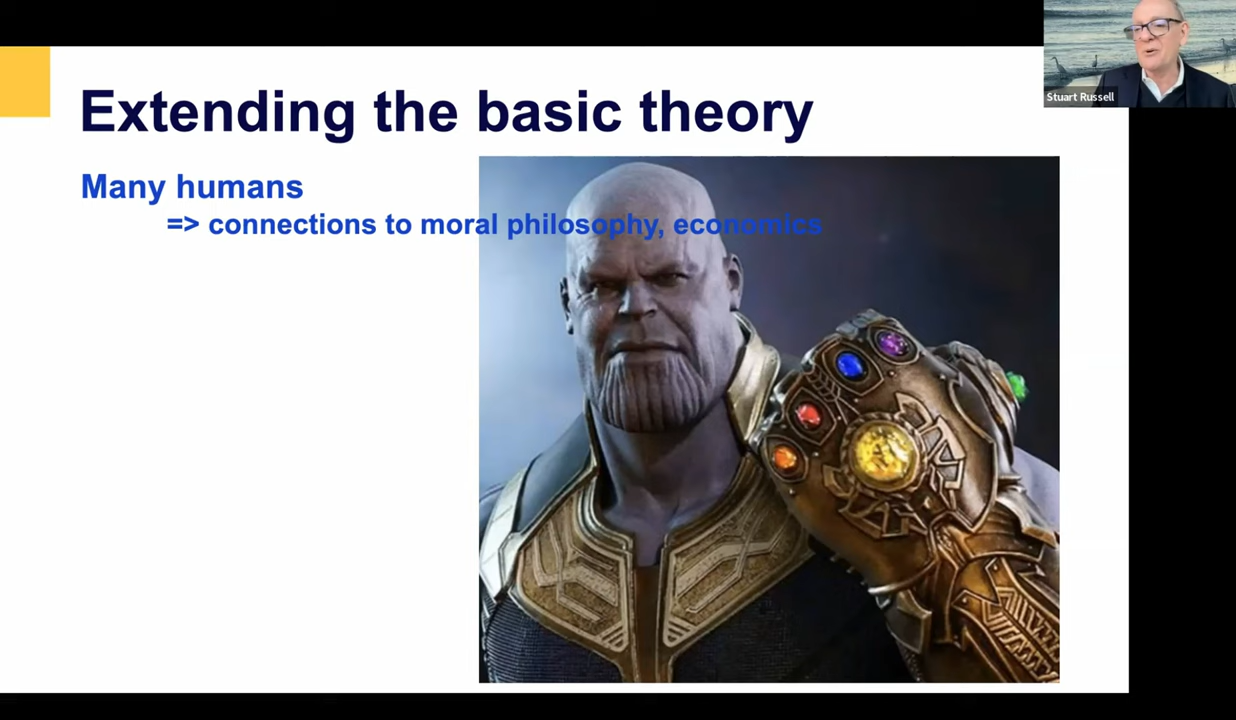 Extending the basic theory
Many humans
=> connections to moral philosophy, economics
Stuart Russell